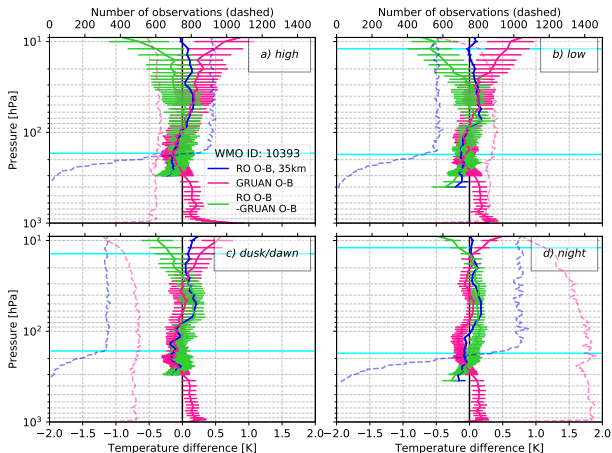 Number of observations (dashed) Number of observations (dashed)
0 200 400 600 800 1000 1200 1400 0 200 400 600 800 1000 1200 1400
10¹
a) high b) low
Pressure [hPa]
10²
WMO ID: 10393
RO O-B, 35km
GRUAN O-B
RO O-B
-GRUAN O-B
10³
10¹
c) dusk/dawn d) night
Pressure [hPa]
10²
10³
−2.0 −1.5 −1.0 −0.5 0.0 0.5 1.0 1.5 2.0 −2.0 −1.5 −1.0 −0.5 0.0 0.5 1.0 1.5 2.0
Temperature difference [K] Temperature difference [K]